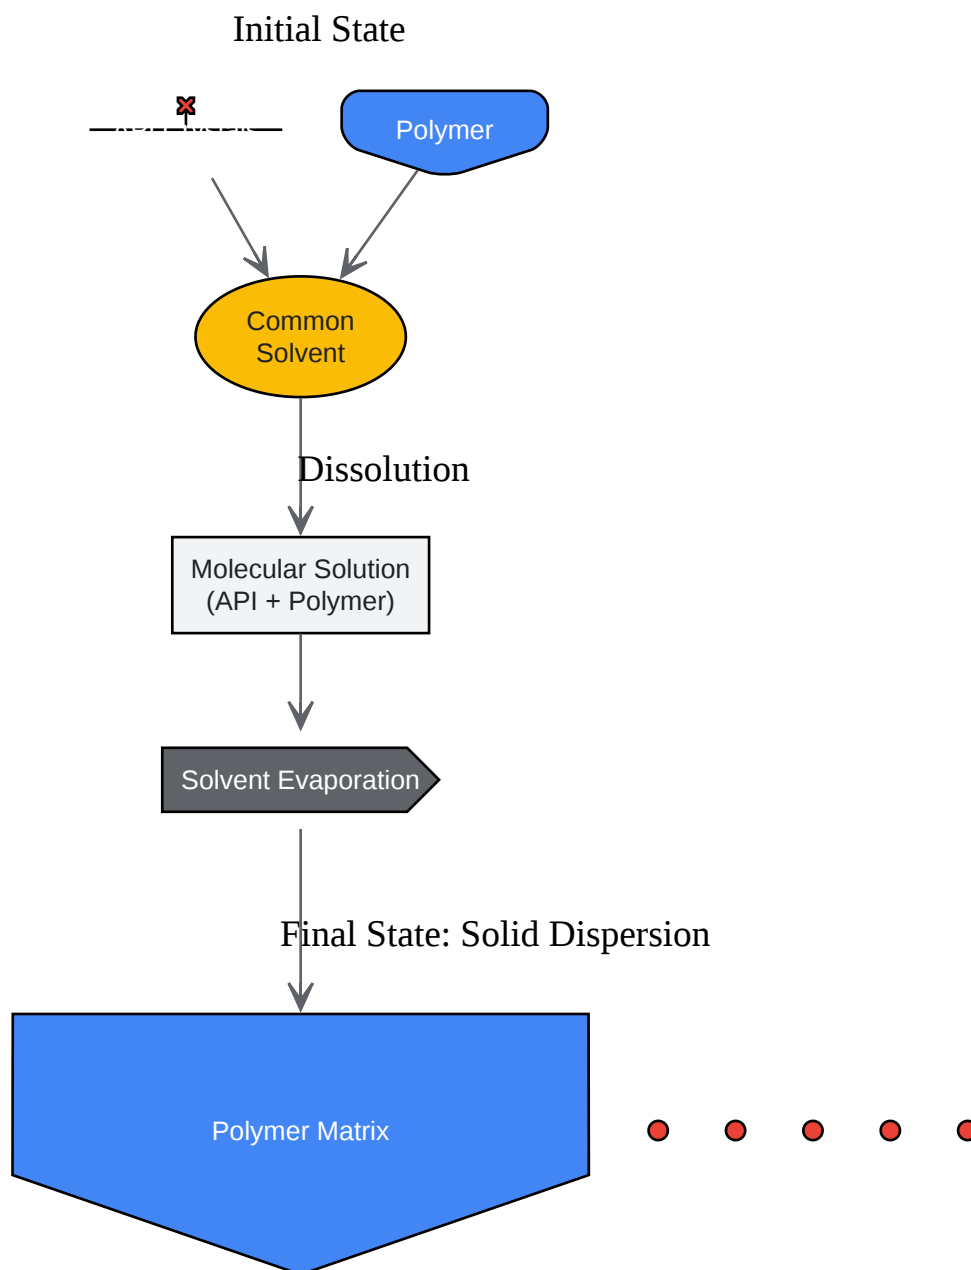 Initial State
Polymer
Common
Solvent
Dissolution
Molecular Solution
(API + Polymer)
Solvent Evaporation
Final State: Solid Dispersion
Polymer Matrix